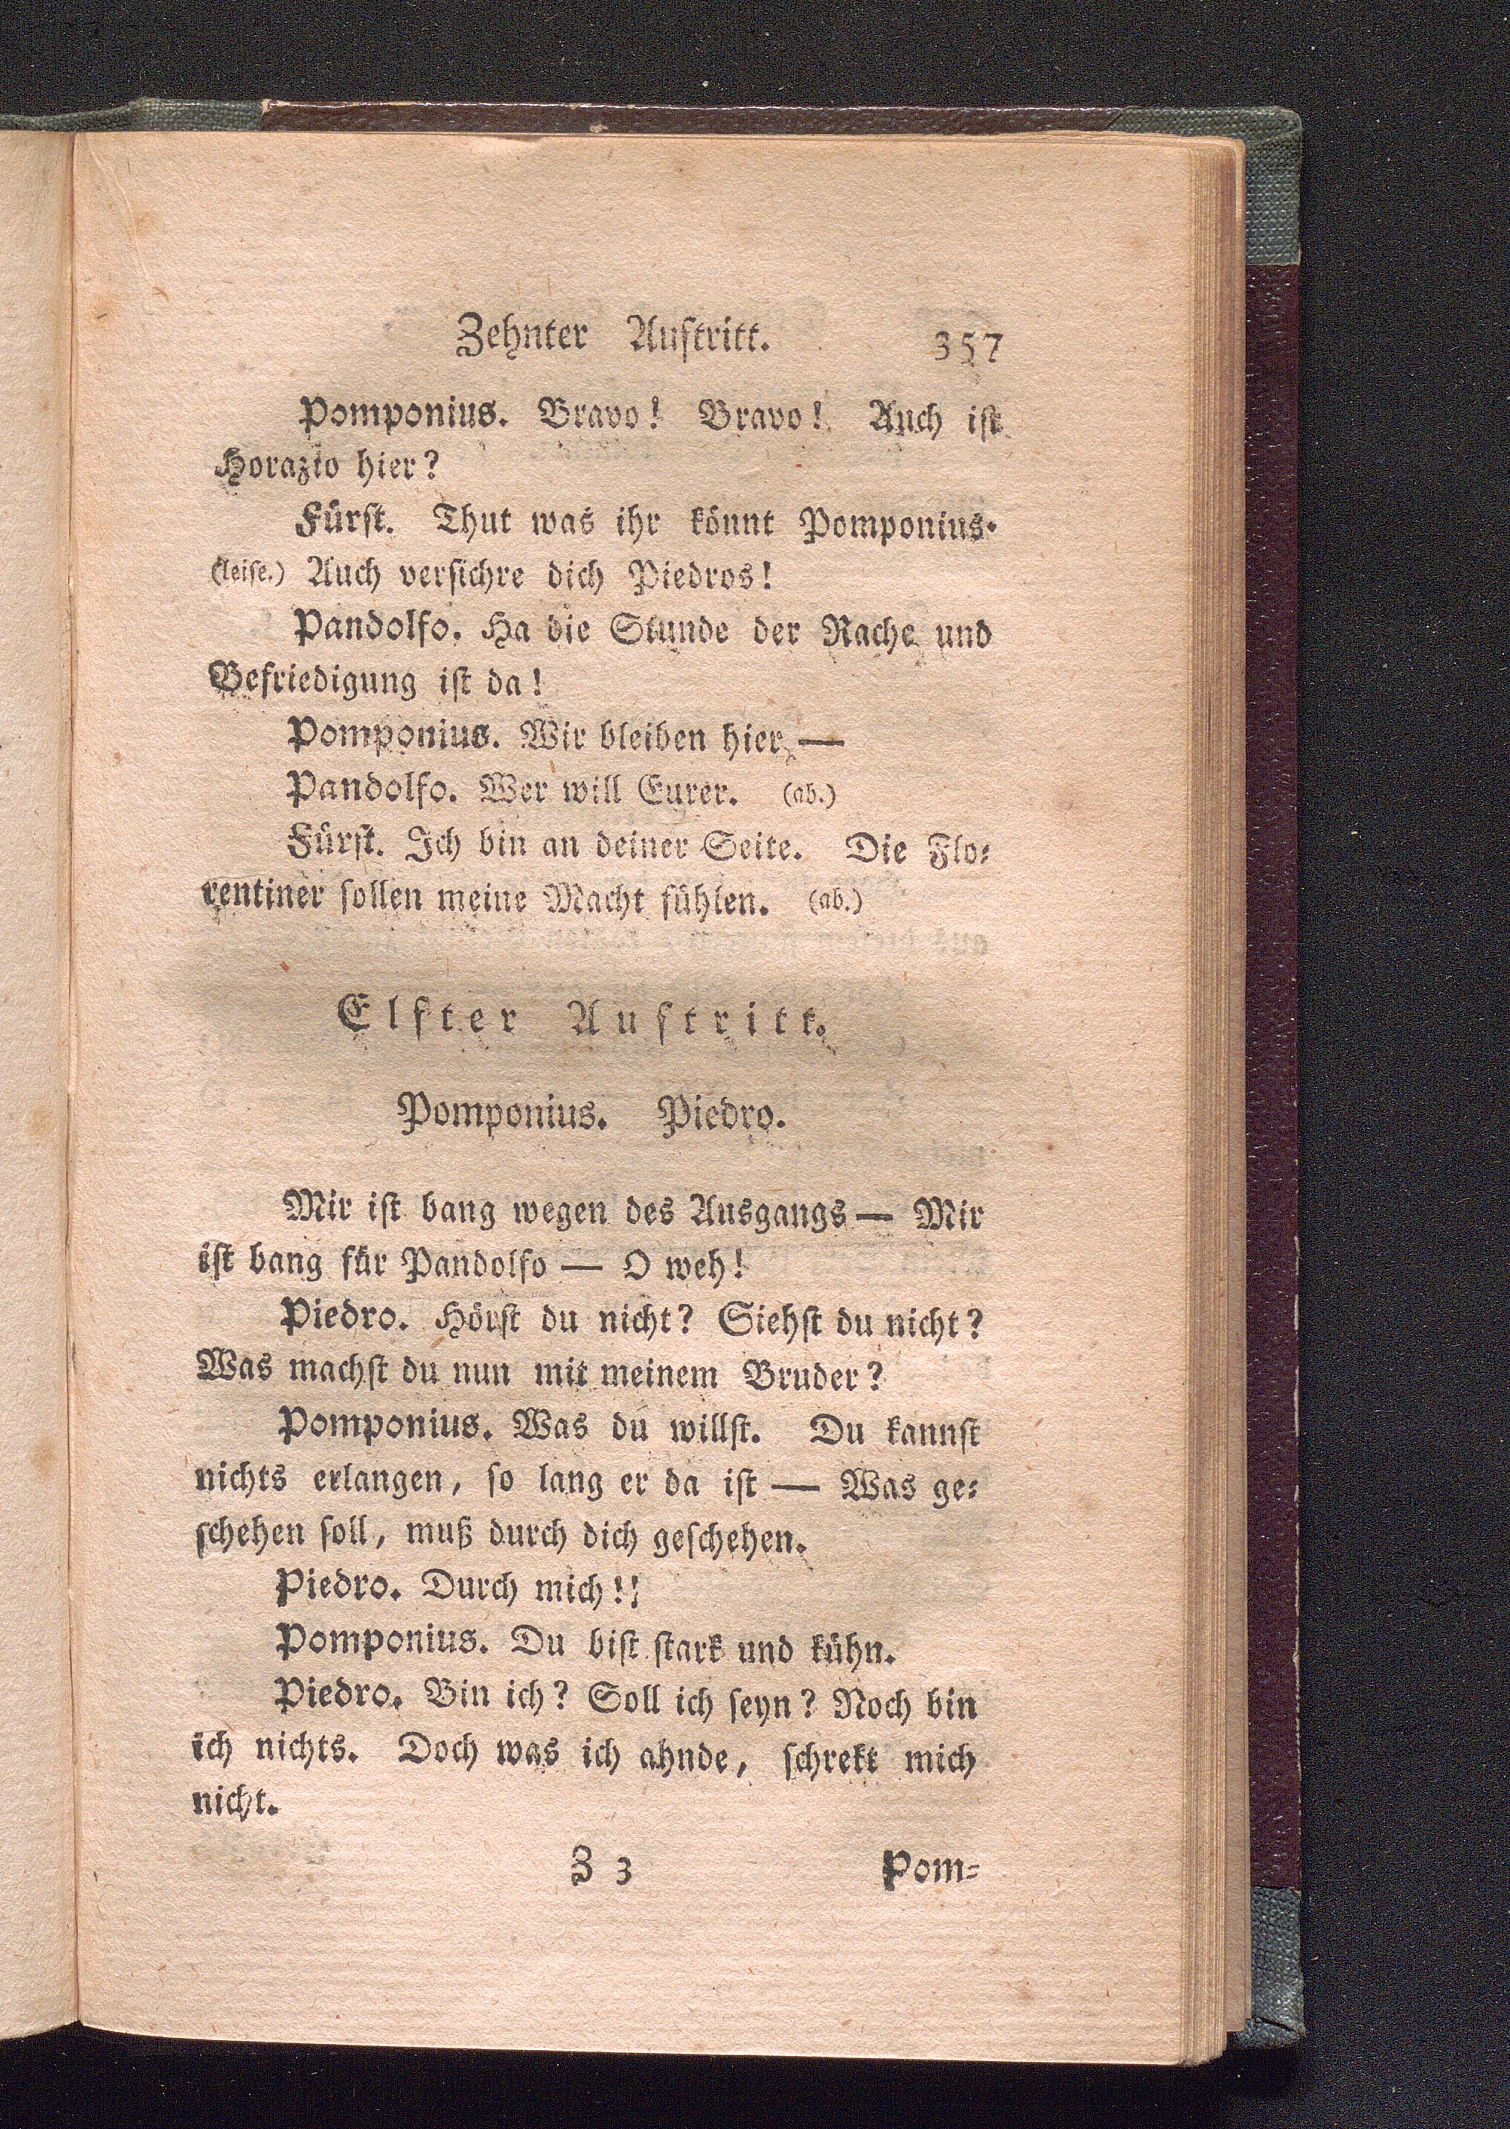 Zehnter Auftritt. 357
Pomponius. Bravo! Bravo! Auch iſt
Horazio hier?
Fürſt. Thut was ihr könnt Pomponius.
(leiſe.) Auch verſichre dich Piedros!
Pandolfo. Ha die Stunde der Rache und
Befriedigung iſt da!
Pomponius. Wir bleiben hier —
Pandolfo. Wer will Eurer. (ab.)
Fürſt. Ich bin an deiner Seite. Die Flo⸗
rentiner ſollen meine Macht fühlen. (ab.)
Elfter Auftritt.
Pomponius. Piedro.
Mir iſt bang wegen des Ausgangs — Mir
iſt bang für Pandolfo — O weh!
Piedro. Hörſt du nicht? Siehſt du nicht?
Was machſt du nun mit meinem Bruder?
Pomponius. Was du willſt. Du kannſt
nichts erlangen, ſo lang er da iſt — Was ge⸗
ſchehen ſoll, muß durch dich geſchehen.
Piedro. Durch mich!!
Pomponius. Du biſt ſtark und kühn.
Piedro. Bin ich? Soll ich ſeyn? Noch bin
ich nichts. Doch was ich ahnde, ſchrekt mich
nicht.
Z 3 Pom⸗